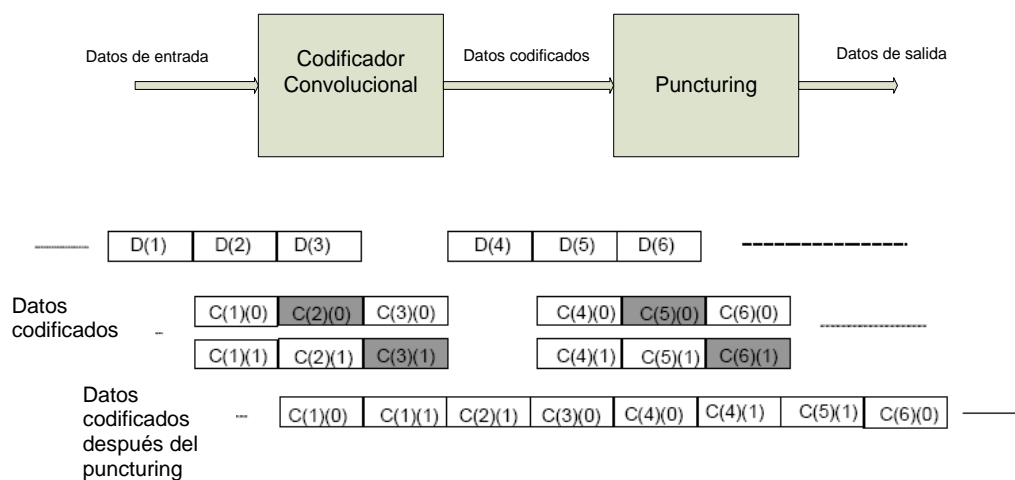 Datos de entrada
Codificador
Convolucional
Datos codificados
Puncturing
Datos de salida
D(1) D(2) D(3) D(4) D(5) D(6)
Datos
codificados
C(1)(0) C(2)(0) C(3)(0) C(4)(0) C(5)(0) C(6)(0)
C(1)(1) C(2)(1) C(3)(1) C(4)(1) C(5)(1) C(6)(1)
Datos
codificados
después del
puncturing
C(1)(0) C(1)(1) C(2)(1) C(3)(0) C(4)(0) C(4)(1) C(5)(1) C(6)(0)